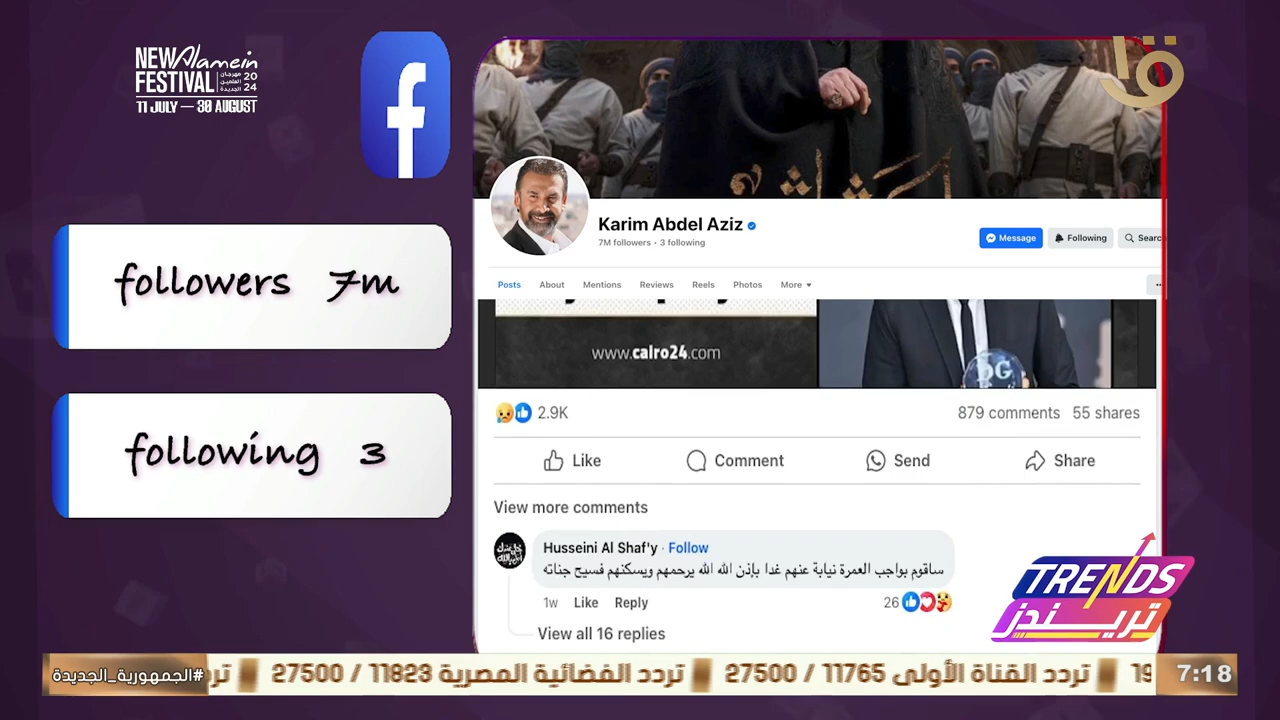 NEW Alamein
FESTIVAL مهرجان العلمين الجديدة 2024
11 JULY — 30 AUGUST
followers 7m
following 3
Karim Abdel Aziz
7M followers · 3 following
Message Following Searc
Posts About Mentions Reviews Reels Photos More
www.cairo24.com
DG
2.9K 879 comments 55 shares
Like Comment Send Share
View more comments
Husseini Al Shaf'y · Follow
ساقوم بواجب العمرة نيابة عنهم غدا بإذن الله الله يرحمهم ويسكنهم فسيح جناته
1w Like Reply 26
View all 16 replies
TRENDS
تريندز
19 تردد القناة الأولى 11765 / 27500 تردد الفضائية المصرية 11823 / 27500 ترد
#الجمهورية_الجديدة
7:18